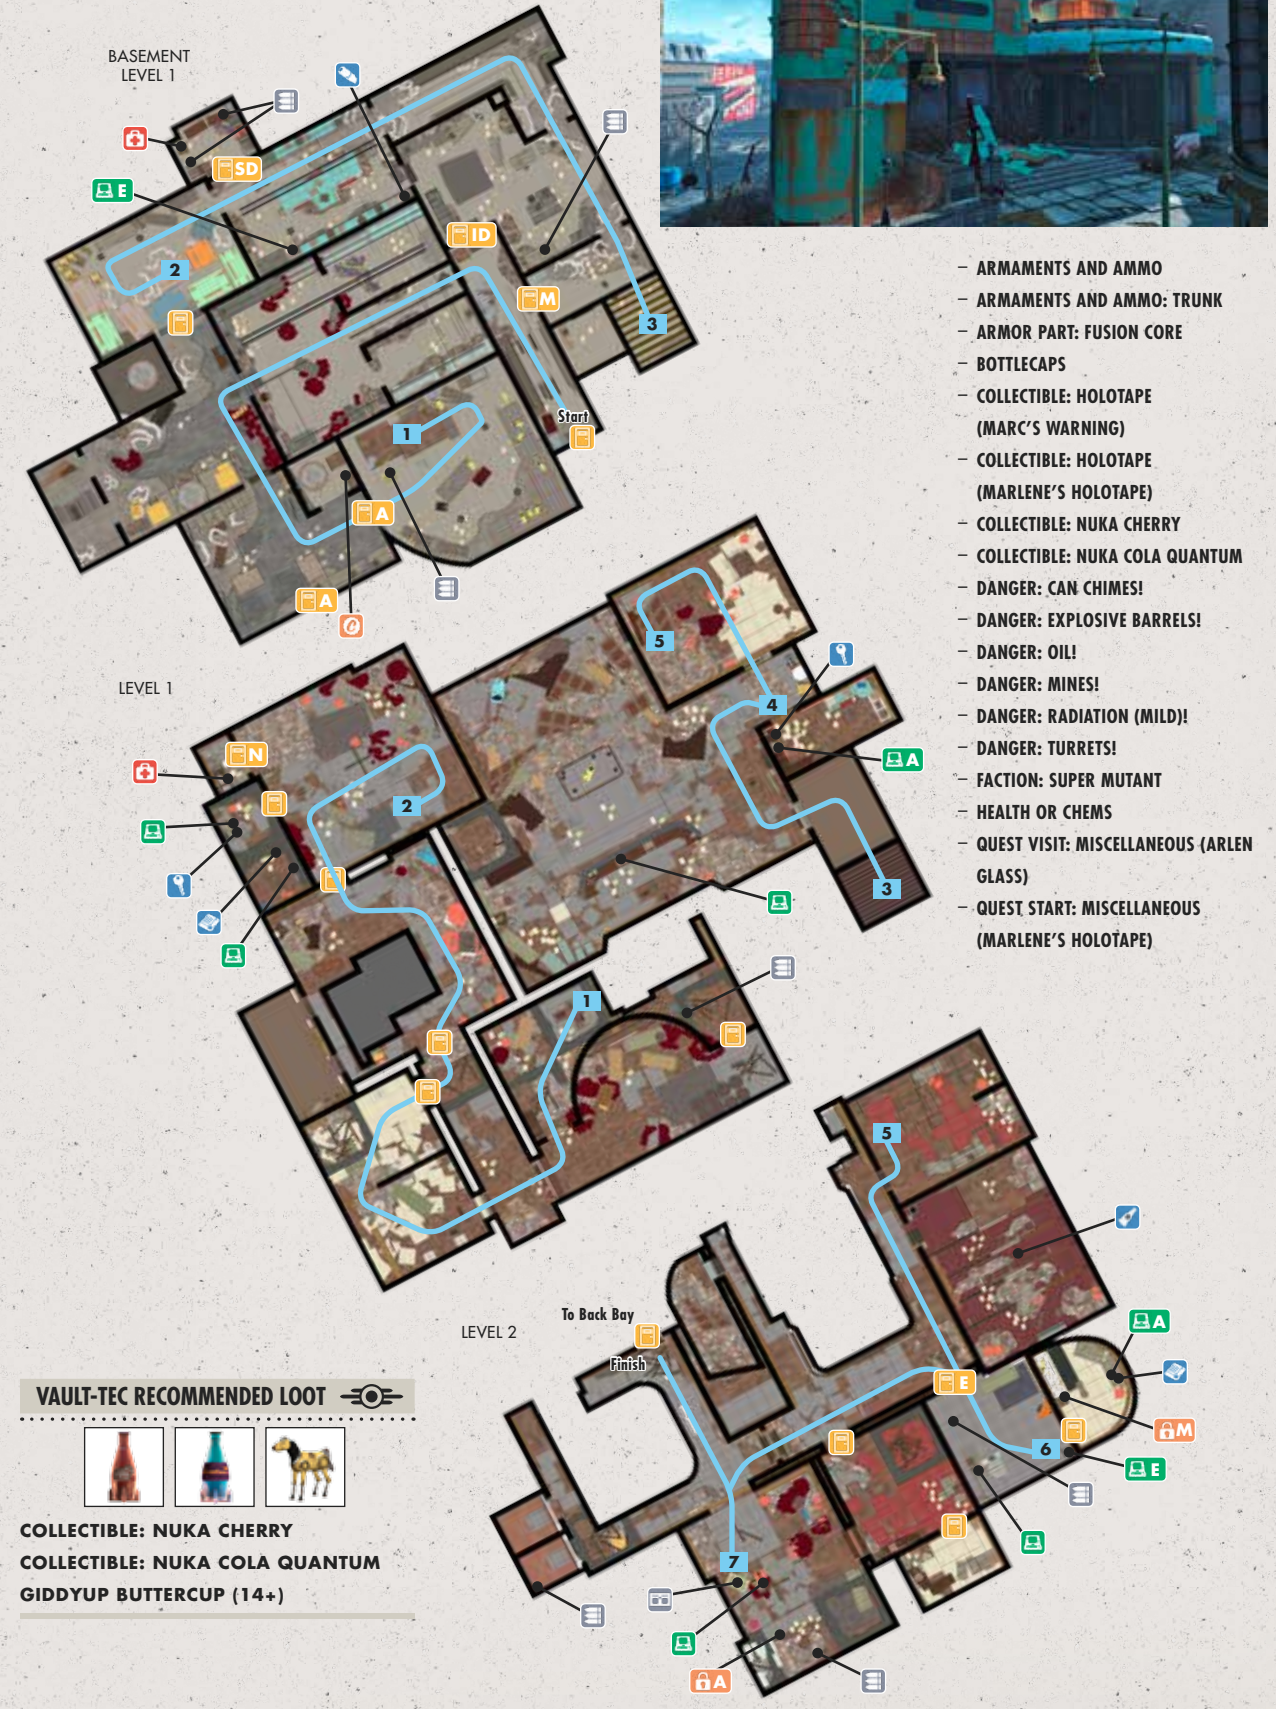 BASEMENT
LEVEL 1
SD
E
ID
M
2
3
Start
1
A
A
– ARMAMENTS AND AMMO
– ARMAMENTS AND AMMO: TRUNK
– ARMOR PART: FUSION CORE
– BOTTLECAPS
– COLLECTIBLE: HOLOTAPE
(MARC'S WARNING)
– COLLECTIBLE: HOLOTAPE
(MARLENE'S HOLOTAPE)
– COLLECTIBLE: NUKA CHERRY
– COLLECTIBLE: NUKA COLA QUANTUM
– DANGER: CAN CHIMES!
– DANGER: EXPLOSIVE BARRELS!
– DANGER: OIL!
– DANGER: MINES!
– DANGER: RADIATION (MILD)!
– DANGER: TURRETS!
– FACTION: SUPER MUTANT
– HEALTH OR CHEMS
– QUEST VISIT: MISCELLANEOUS (ARLEN
GLASS)
– QUEST START: MISCELLANEOUS
(MARLENE'S HOLOTAPE)
LEVEL 1
5
4
A
N
2
3
1
5
LEVEL 2
To Back Bay
Finish
A
E
M
6
E
7
A
VAULT-TEC RECOMMENDED LOOT
COLLECTIBLE: NUKA CHERRY
COLLECTIBLE: NUKA COLA QUANTUM
GIDDYUP BUTTERCUP (14+)